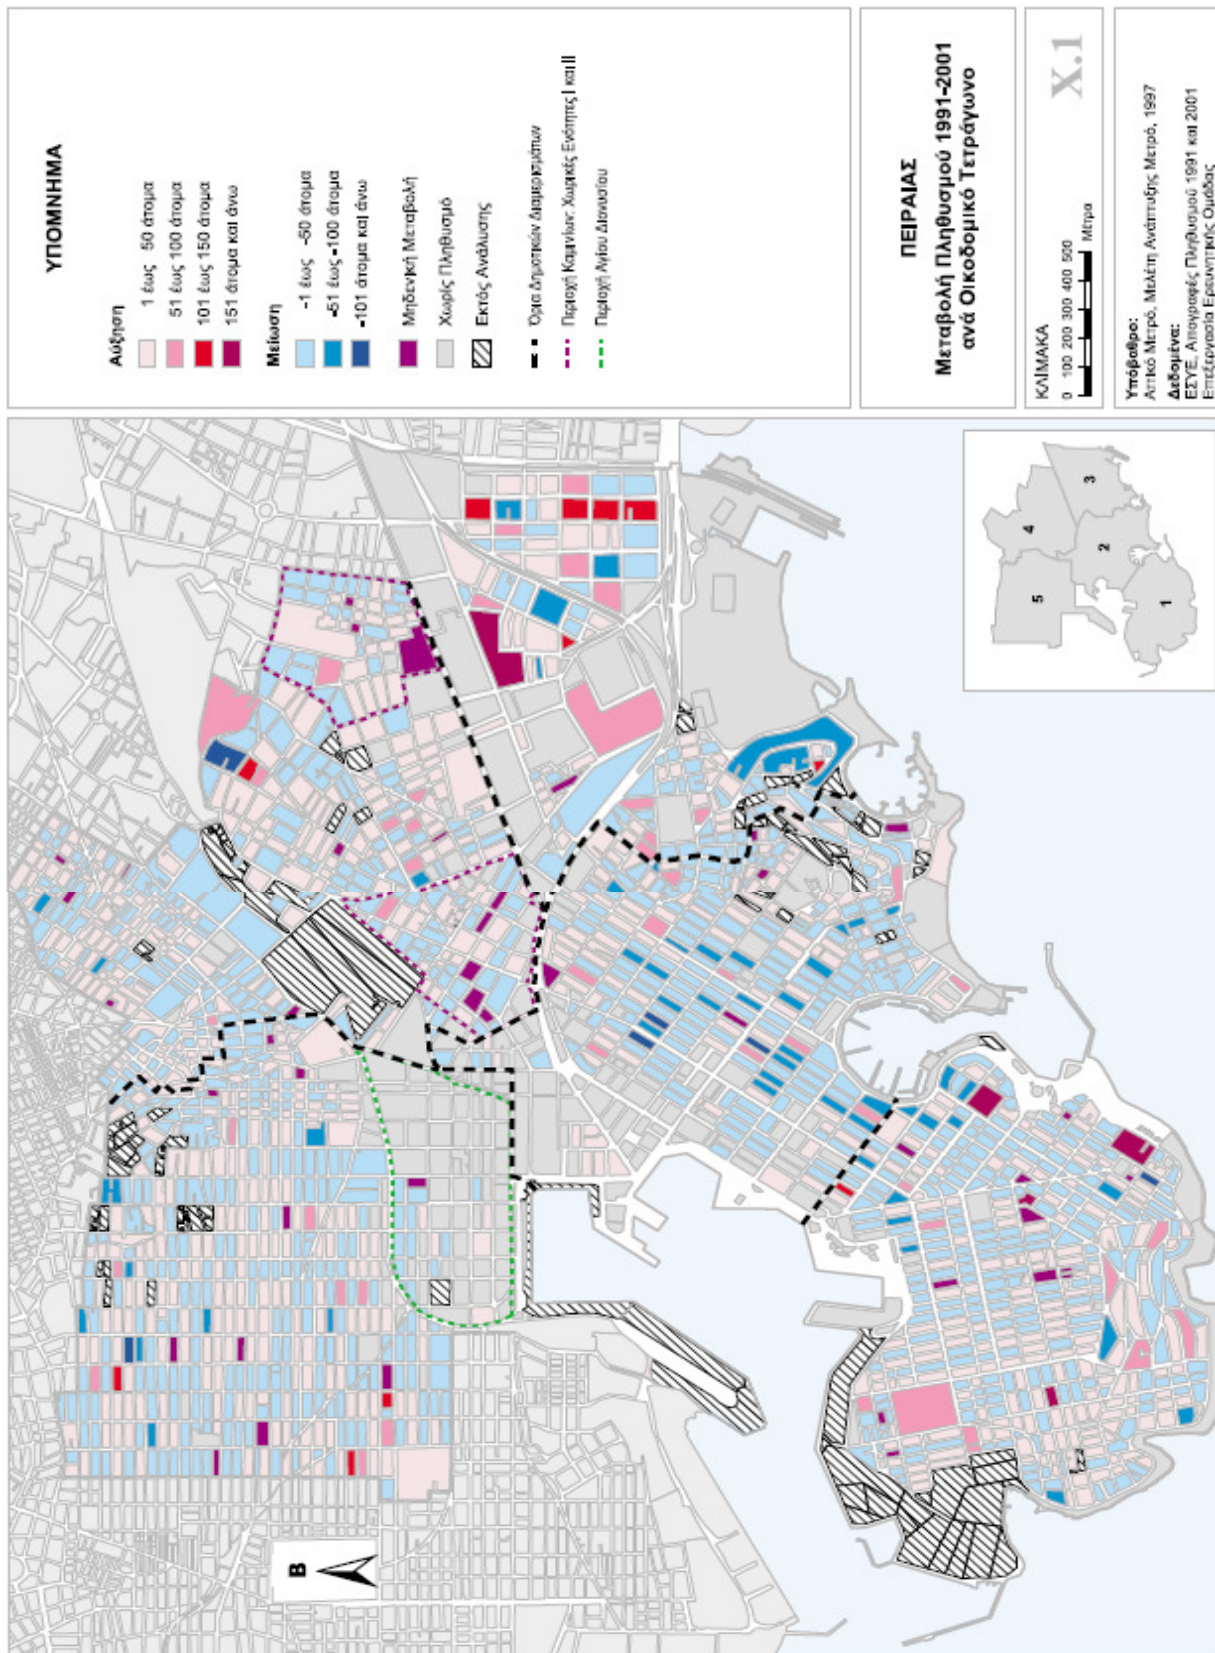 ΥΠΟΜΝΗΜΑ
Αύξηση
1 έως 50 άτομα
51 έως 100 άτομα
101 έως 150 άτομα
151 άτομα και άνω
Μείωση
-1 έως -50 άτομα
-51 έως -100 άτομα
-101 άτομα και άνω
Μηδενική Μεταβολή
Χωρίς Πληθυσμό
Εκτός Ανάλυσης
Όρια Δημοτικών Διαμερισμάτων
Περιοχή Καμινίων: Χωρικές Ενότητες I και II
Περιοχή Αγίου Διονυσίου
ΠΕΙΡΑΙΑΣ
Μεταβολή Πληθυσμού 1991-2001
ανά Οικοδομικό Τετράγωνο
ΚΛΙΜΑΚΑ
0 100 200 300 400 500
Μέτρα
X.1
Υπόβαθρο:
Αττικό Μετρό, Μελέτη Ανάπτυξης Μετρό, 1997
Δεδομένα:
ΕΣΥΕ, Απογραφές Πληθυσμού 1991 και 2001
Επεξεργασία Ερευνητικής Ομάδας
Β
5
4
3
2
1